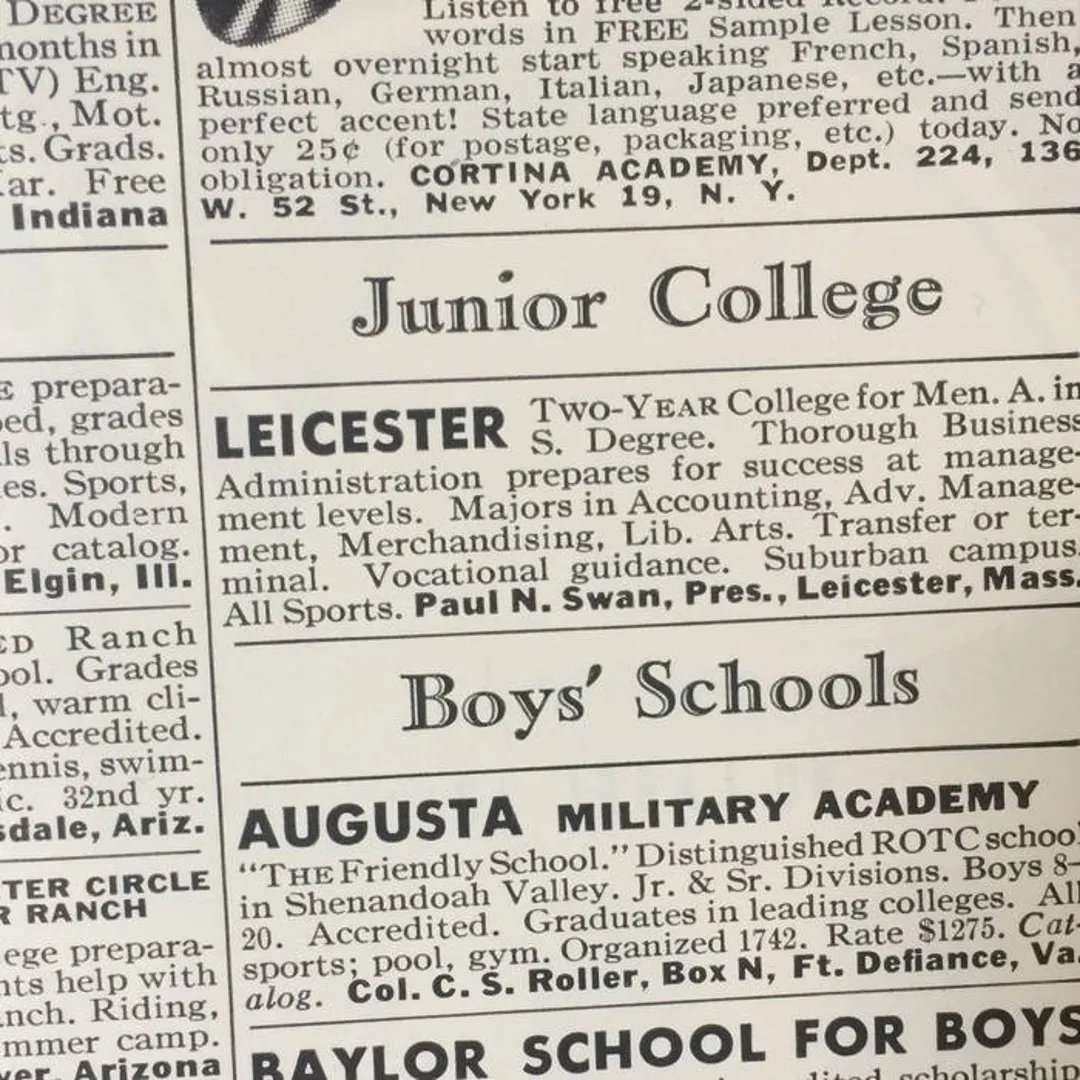 DEGREE
months in
TV) Eng.
tg., Mot.
ts. Grads.
ar. Free
Indiana
E prepara-
ped, grades
ls through
es. Sports,
. Modern
or catalog.
Elgin, Ill.
ED Ranch
ool. Grades
l, warm cli-
Accredited.
ennis, swim-
ic. 32nd yr.
sdale, Ariz.
TER CIRCLE
R RANCH
ege prepara-
nts help with
nch. Riding,
mmer camp.
ver, Arizona
Listen to free 2-sided Record.
words in FREE Sample Lesson. Then
almost overnight start speaking French, Spanish,
Russian, German, Italian, Japanese, etc.—with a
perfect accent! State language preferred and send
only 25¢ (for postage, packaging, etc.) today. No
obligation. CORTINA ACADEMY, Dept. 224, 136
W. 52 St., New York 19, N. Y.
Junior College
LEICESTER TWO-YEAR College for Men. A. in
S. Degree. Thorough Business
Administration prepares for success at manage-
ment levels. Majors in Accounting, Adv. Manage-
ment, Merchandising, Lib. Arts. Transfer or ter-
minal. Vocational guidance. Suburban campus.
All Sports. Paul N. Swan, Pres., Leicester, Mass.
Boys' Schools
AUGUSTA MILITARY ACADEMY
"THE Friendly School." Distinguished ROTC school
in Shenandoah Valley. Jr. & Sr. Divisions. Boys 8–
20. Accredited. Graduates in leading colleges. All
sports; pool, gym. Organized 1742. Rate $1275. Cat-
alog. Col. C. S. Roller, Box N, Ft. Defiance, Va.
BAYLOR SCHOOL FOR BOYS
scholarship